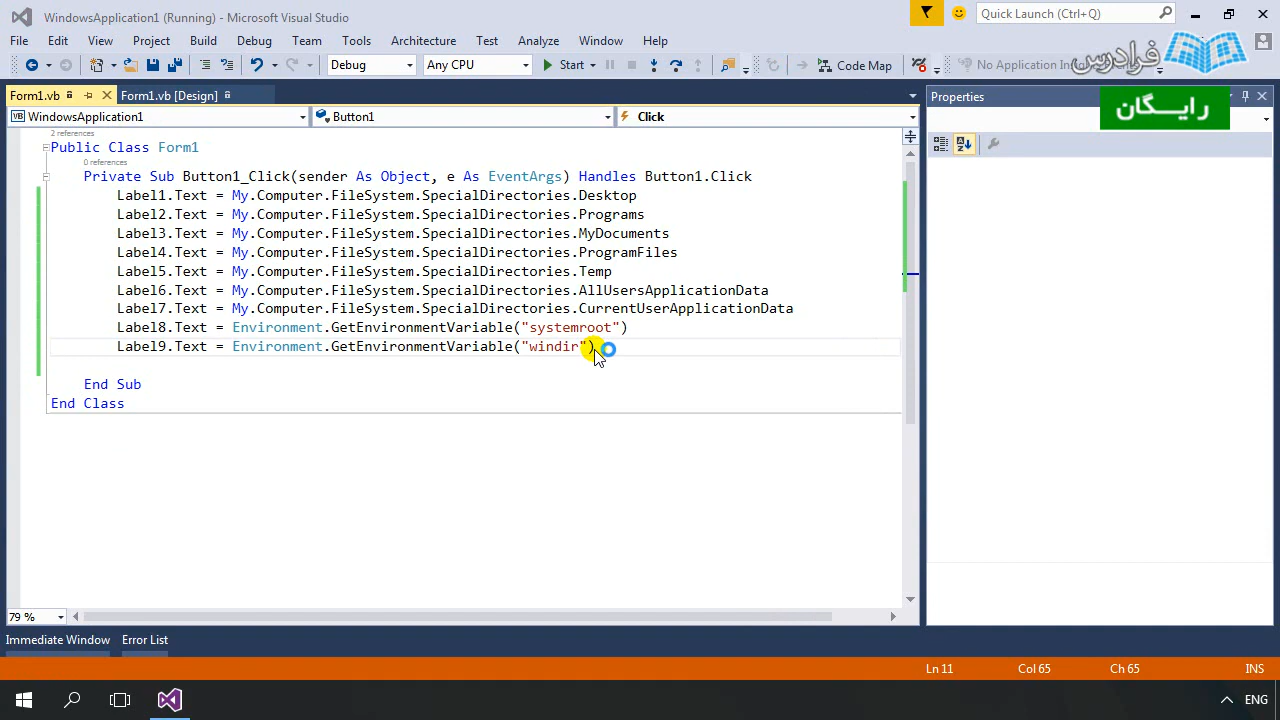 WindowsApplication1 (Running) - Microsoft Visual Studio
Quick Launch (Ctrl+Q)
File Edit View Project Build Debug Team Tools Architecture Test Analyze Window Help
Debug Any CPU Start Code Map No Application In
فرادرس
Form1.vb Form1.vb [Design] Properties
رایگان
VB WindowsApplication1 Button1 Click
2 references
Public Class Form1
0 references
Private Sub Button1_Click(sender As Object, e As EventArgs) Handles Button1.Click
Label1.Text = My.Computer.FileSystem.SpecialDirectories.Desktop
Label2.Text = My.Computer.FileSystem.SpecialDirectories.Programs
Label3.Text = My.Computer.FileSystem.SpecialDirectories.MyDocuments
Label4.Text = My.Computer.FileSystem.SpecialDirectories.ProgramFiles
Label5.Text = My.Computer.FileSystem.SpecialDirectories.Temp
Label6.Text = My.Computer.FileSystem.SpecialDirectories.AllUsersApplicationData
Label7.Text = My.Computer.FileSystem.SpecialDirectories.CurrentUserApplicationData
Label8.Text = Environment.GetEnvironmentVariable("systemroot")
Label9.Text = Environment.GetEnvironmentVariable("windir")
End Sub
End Class
79 %
Immediate Window Error List
Ln 11 Col 65 Ch 65 INS
ENG